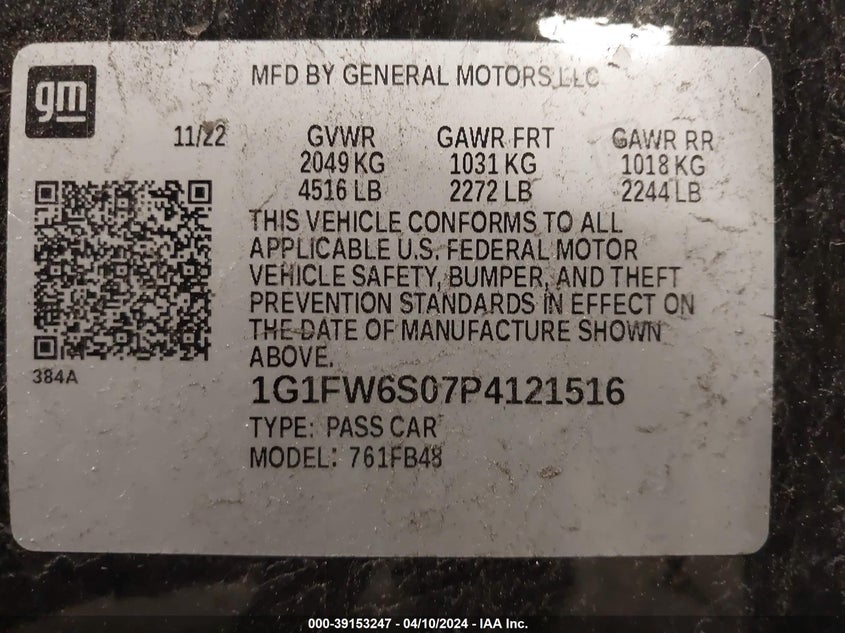 gm
MFD BY GENERAL MOTORS LLC
11/22 GVWR GAWR FRT GAWR RR
2049 KG 1031 KG 1018 KG
4516 LB 2272 LB 2244 LB
THIS VEHICLE CONFORMS TO ALL
APPLICABLE U.S. FEDERAL MOTOR
VEHICLE SAFETY, BUMPER, AND THEFT
PREVENTION STANDARDS IN EFFECT ON
THE DATE OF MANUFACTURE SHOWN
ABOVE.
384A
1G1FW6S07P4121516
TYPE: PASS CAR
MODEL: 761FB48
000-39153247 - 04/10/2024 - IAA Inc.